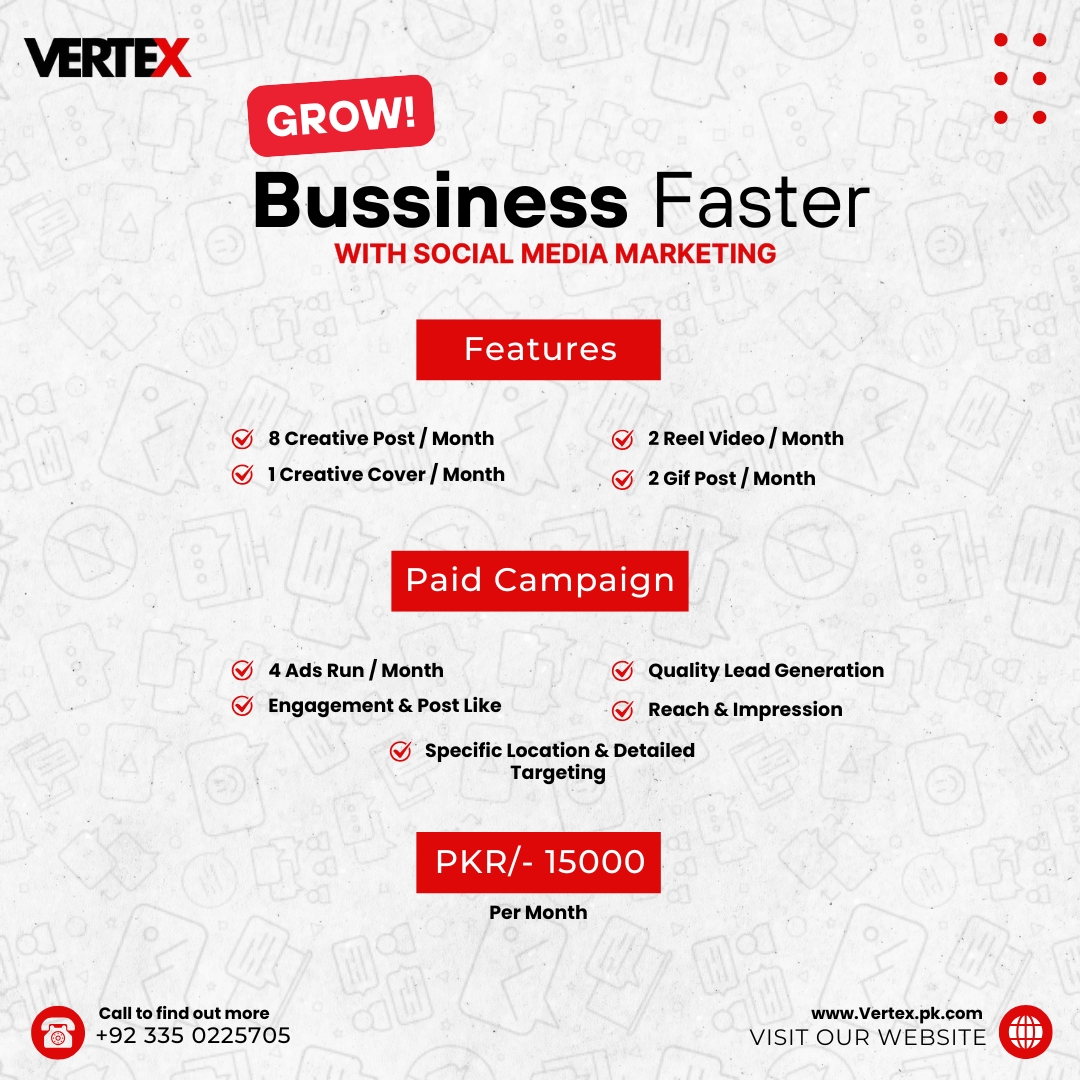 VERTEX
GROW!
Bussiness Faster
WITH SOCIAL MEDIA MARKETING
Features
8 Creative Post / Month
1 Creative Cover / Month
2 Reel Video / Month
2 Gif Post / Month
Paid Campaign
4 Ads Run / Month
Engagement & Post Like
Quality Lead Generation
Reach & Impression
Specific Location & Detailed
Targeting
PKR/- 15000
Per Month
Call to find out more
+92 335 0225705
www.Vertex.pk.com
VISIT OUR WEBSITE